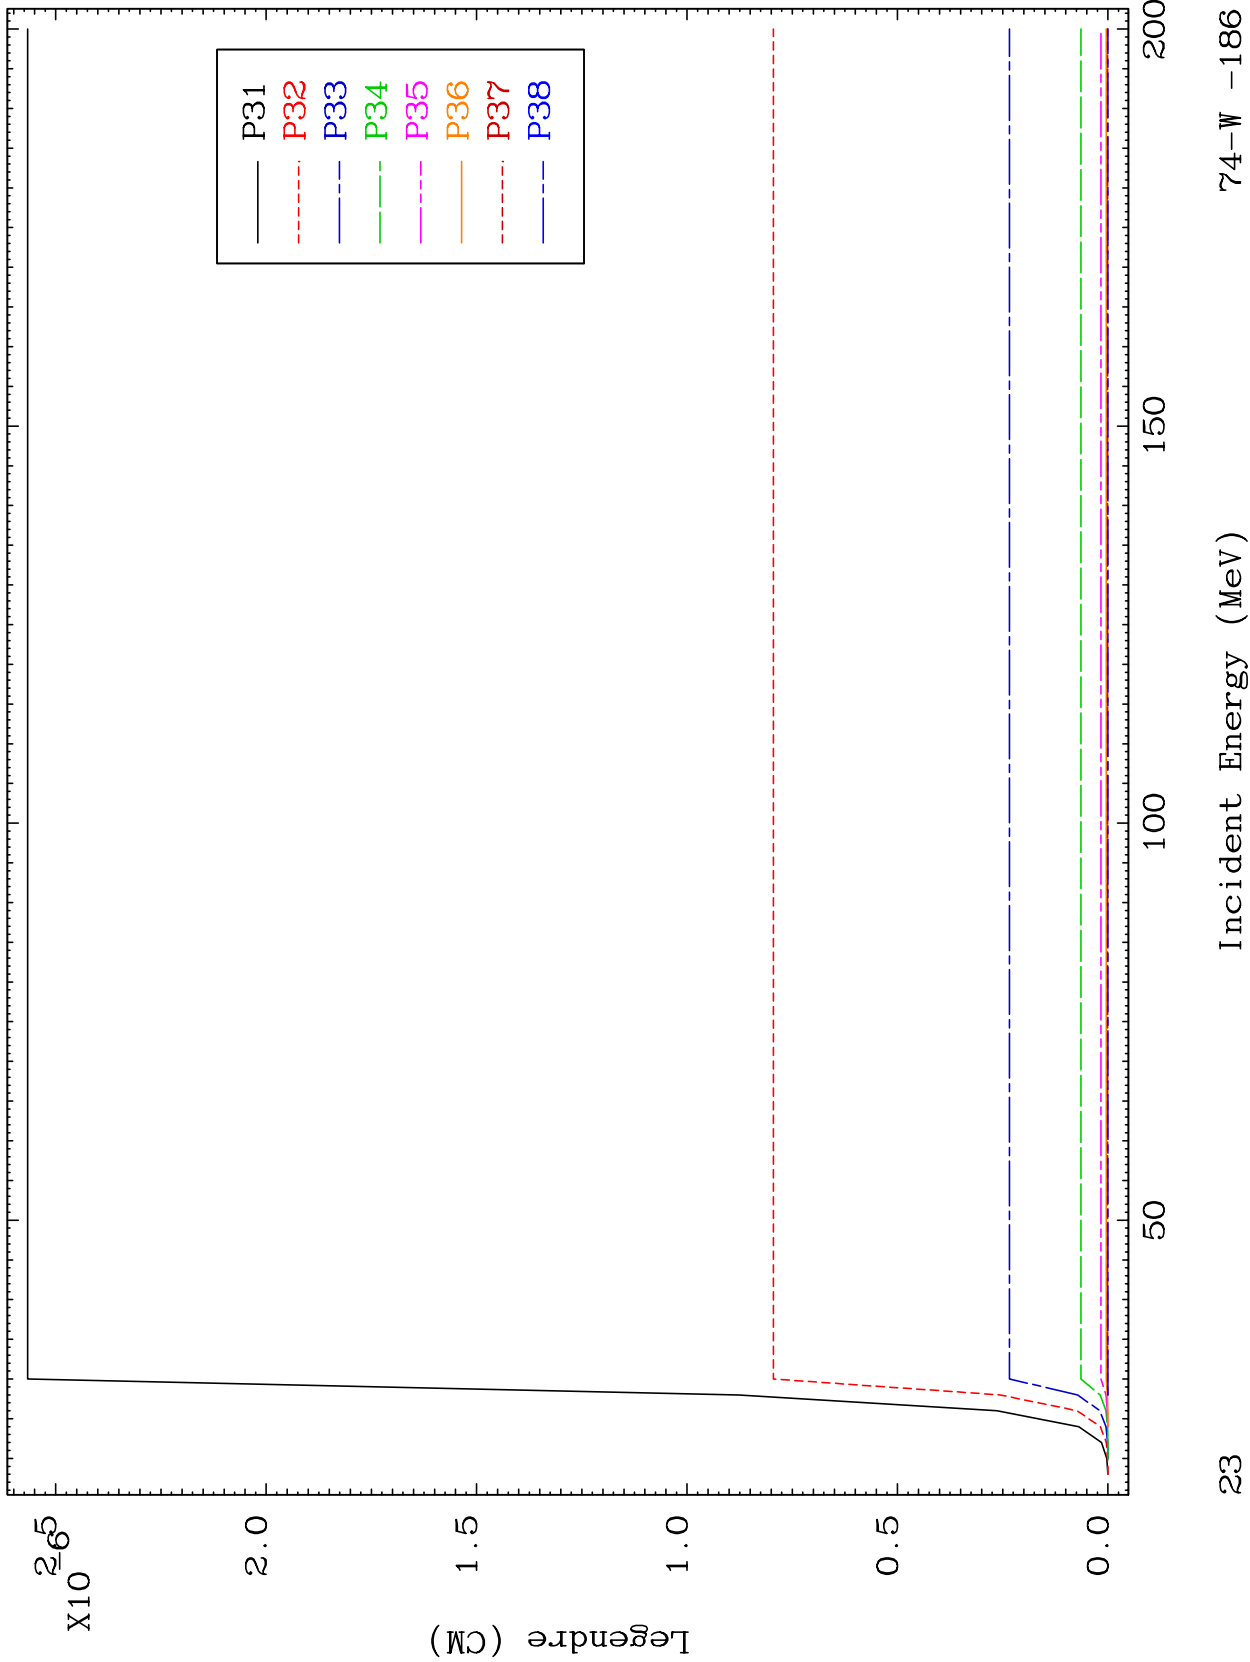 X10
-6
2.5
2.0
1.5
1.0
0.5
0.0
Legendre (CM)
P31
P32
P33
P34
P35
P36
P37
P38
50
100
150
200
23
Incident Energy (MeV)
74-W -186